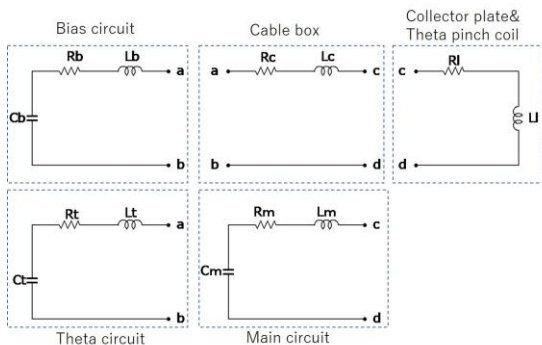 Bias circuit
Cable box
Collector plate&
Theta pinch coil
Rb
Lb
a
Cb
b
a
Rc
Lc
c
b
d
c
Rl
Ll
d
Rt
Lt
a
Ct
b
Rm
Lm
c
Cm
d
Theta circuit
Main circuit